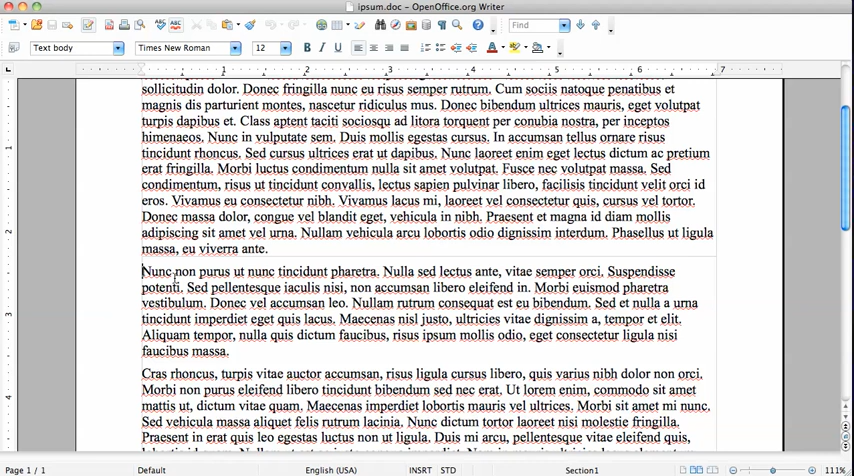 ipsum.doc - OpenOffice.org Writer
Find
Text body
Times New Roman
12
1 2 3 4 5 6 7
sollicitudin dolor. Donec fringilla nunc eu risus semper rutrum. Cum sociis natoque penatibus et
magnis dis parturient montes, nascetur ridiculus mus. Donec bibendum ultrices mauris, eget volutpat
turpis dapibus et. Class aptent taciti sociosqu ad litora torquent per conubia nostra, per inceptos
himenaeos. Nunc in vulputate sem. Duis mollis egestas cursus. In accumsan tellus ornare risus
tincidunt rhoncus. Sed cursus ultrices erat ut dapibus. Nunc laoreet enim eget lectus dictum ac pretium
erat fringilla. Morbi luctus condimentum nulla sit amet volutpat. Fusce nec volutpat massa. Sed
condimentum, risus ut tincidunt convallis, lectus sapien pulvinar libero, facilisis tincidunt velit orci id
eros. Vivamus eu consectetur nibh. Vivamus lacus mi, laoreet vel consectetur quis, cursus vel tortor.
Donec massa dolor, congue vel blandit eget, vehicula in nibh. Praesent et magna id diam mollis
adipiscing sit amet vel urna. Nullam vehicula arcu lobortis odio dignissim interdum. Phasellus ut ligula
massa, eu viverra ante.
Nunc non purus ut nunc tincidunt pharetra. Nulla sed lectus ante, vitae semper orci. Suspendisse
potenti. Sed pellentesque iaculis nisi, non accumsan libero eleifend in. Morbi euismod pharetra
vestibulum. Donec vel accumsan leo. Nullam rutrum consequat est eu bibendum. Sed et nulla a urna
tincidunt imperdiet eget quis lacus. Maecenas nisl justo, ultricies vitae dignissim a, tempor et elit.
Aliquam tempor, nulla quis dictum faucibus, risus ipsum mollis odio, eget consectetur ligula nisi
faucibus massa.
Cras rhoncus, turpis vitae auctor accumsan, risus ligula cursus libero, quis varius nibh dolor non orci.
Morbi non purus eleifend libero tincidunt bibendum sed nec erat. Ut lorem enim, commodo sit amet
mattis ut, dictum vitae quam. Maecenas imperdiet lobortis mauris vel ultrices. Morbi sit amet mi nunc.
Sed vehicula massa aliquet felis rutrum lacinia. Nunc dictum tortor laoreet nisi molestie fringilla.
Praesent in erat quis leo egestas luctus non ut ligula. Duis mi arcu, pellentesque vitae eleifend quis,
Page 1 / 1
Default
English (USA)
INSRT
STD
Section1
111%